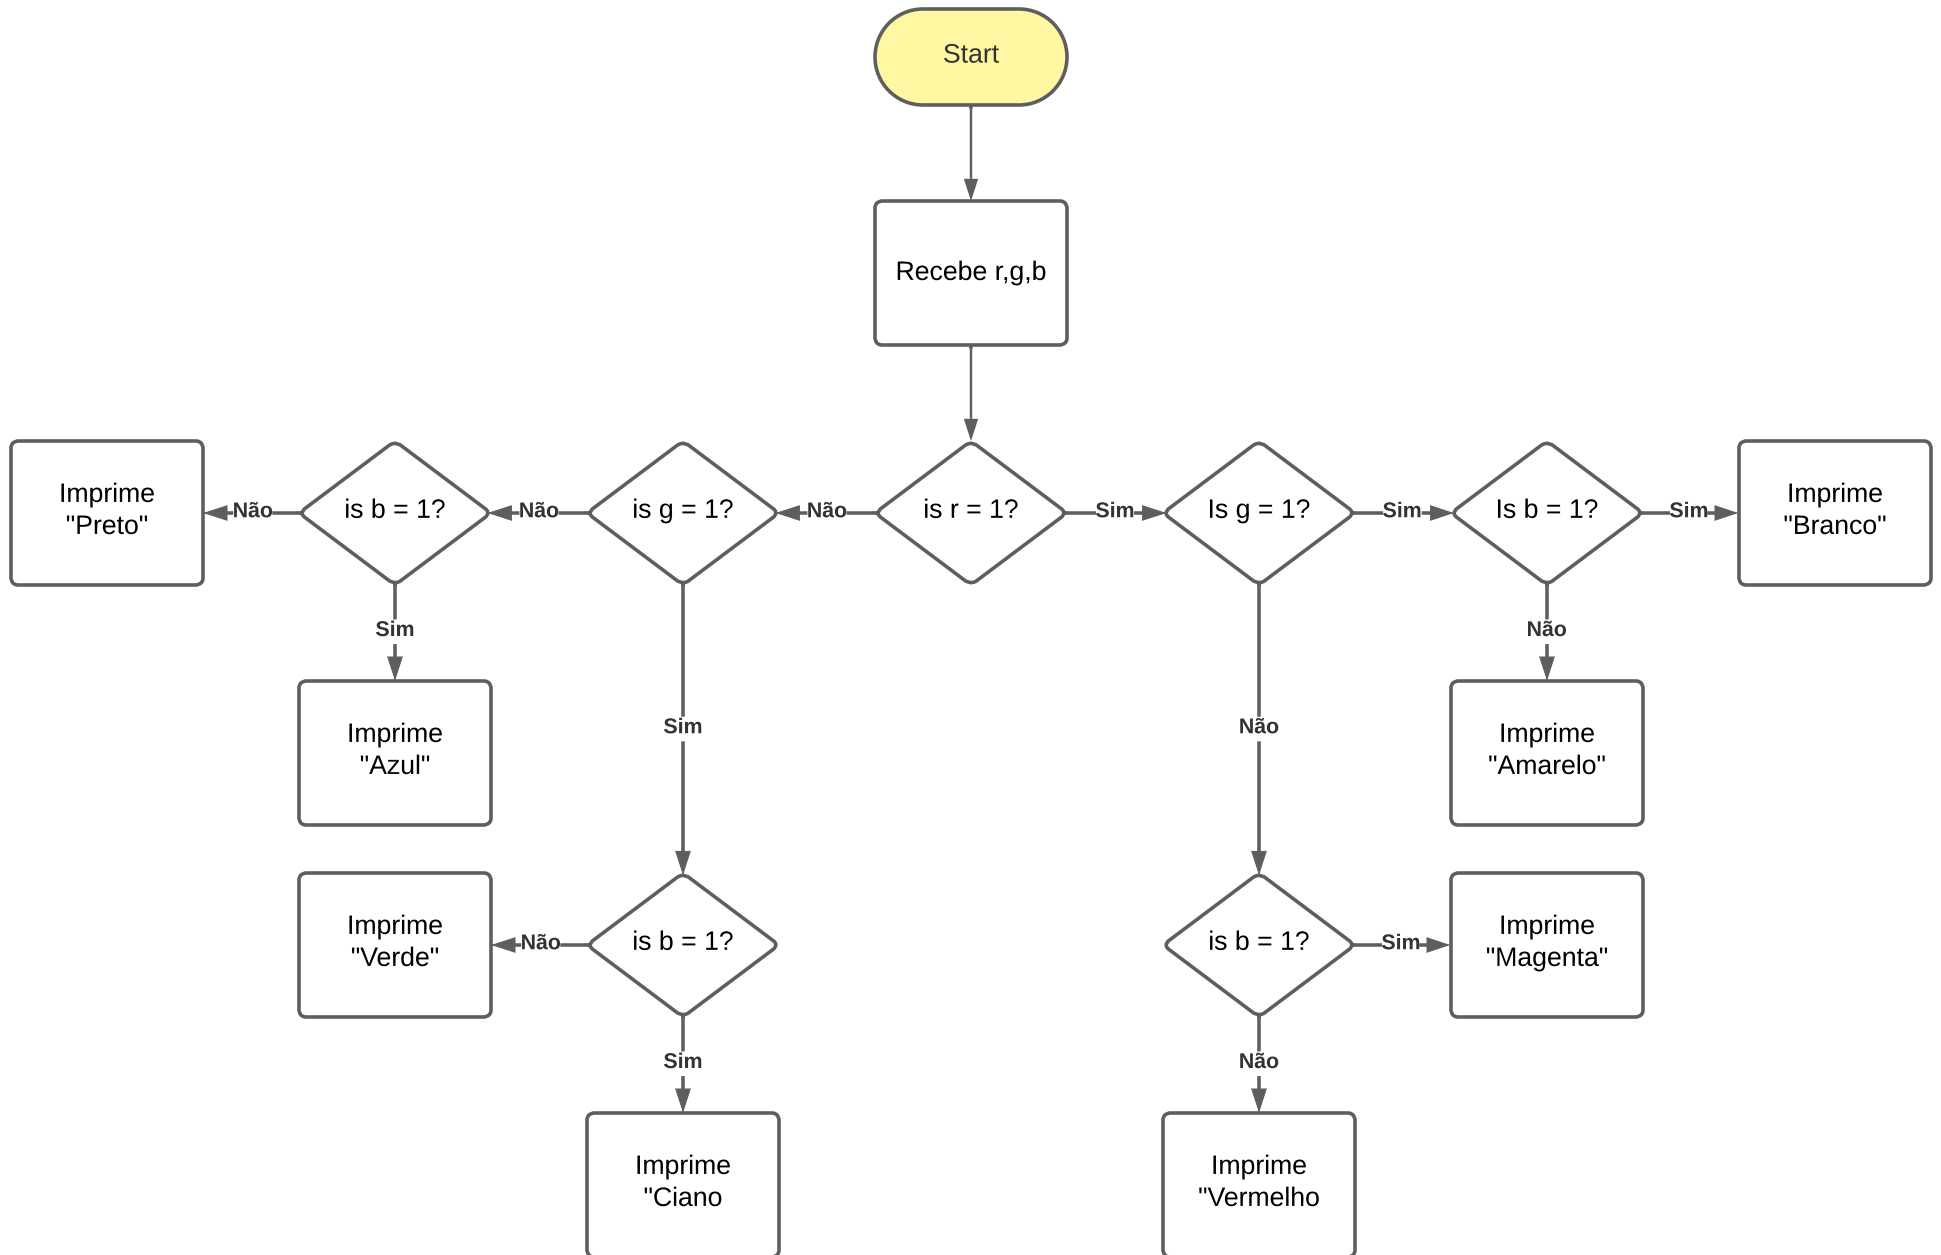 Start
Recebe r,g,b
Imprime
"Preto"
Não
is b = 1?
Não
is g = 1?
Não
is r = 1?
Sim
Is g = 1?
Sim
Is b = 1?
Sim
Imprime
"Branco"
Sim
Não
Imprime
"Azul"
Sim
Não
Imprime
"Amarelo"
Imprime
"Verde"
Não
is b = 1?
is b = 1?
Sim
Imprime
"Magenta"
Sim
Não
Imprime
"Ciano
Imprime
"Vermelho